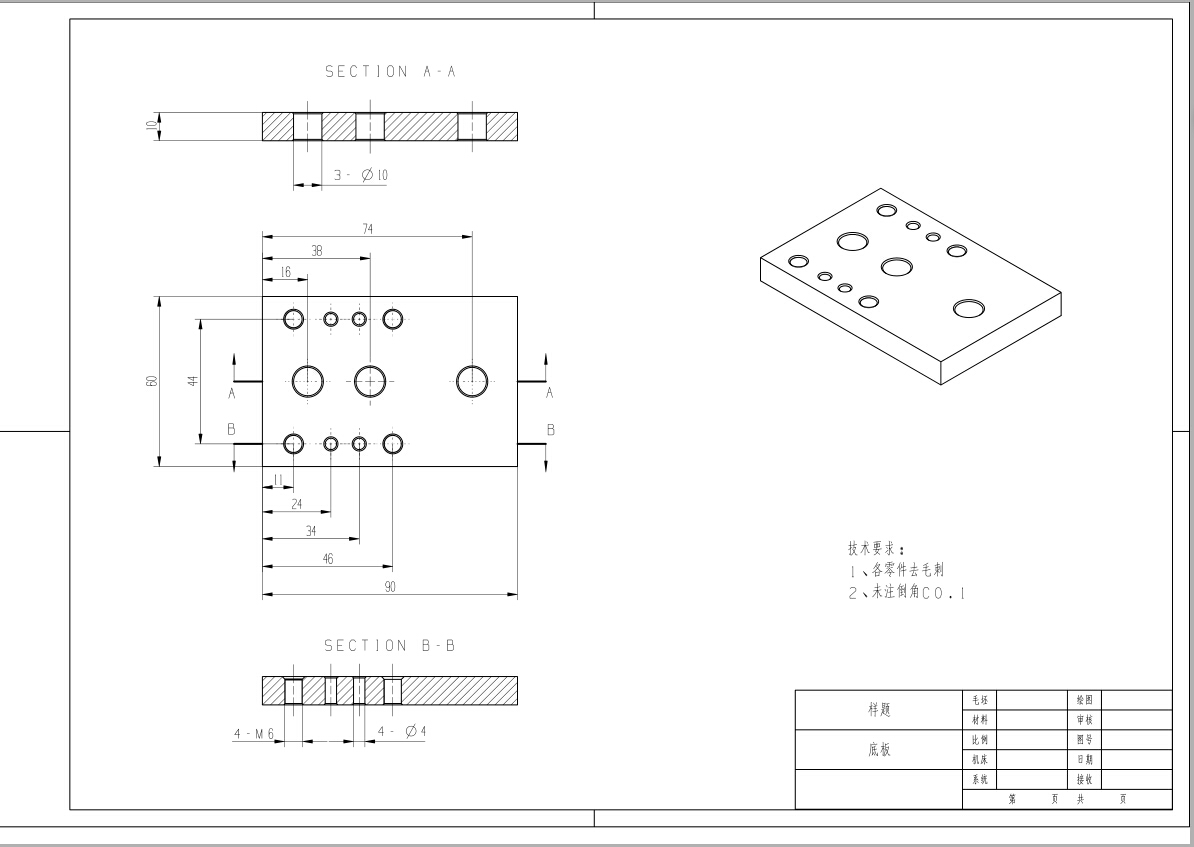 SECTION A-A
10
3- Ø10
74
38
16
60
44
A
A
B
B
11
24
34
46
90
SECTION B-B
4-M6
4- Ø4
技术要求：
1、各零件去毛刺
2、未注倒角C0.1
样题
毛坯
绘图
材料
审核
底板
比例
图号
机床
日期
系统
接收
第 页 共 页